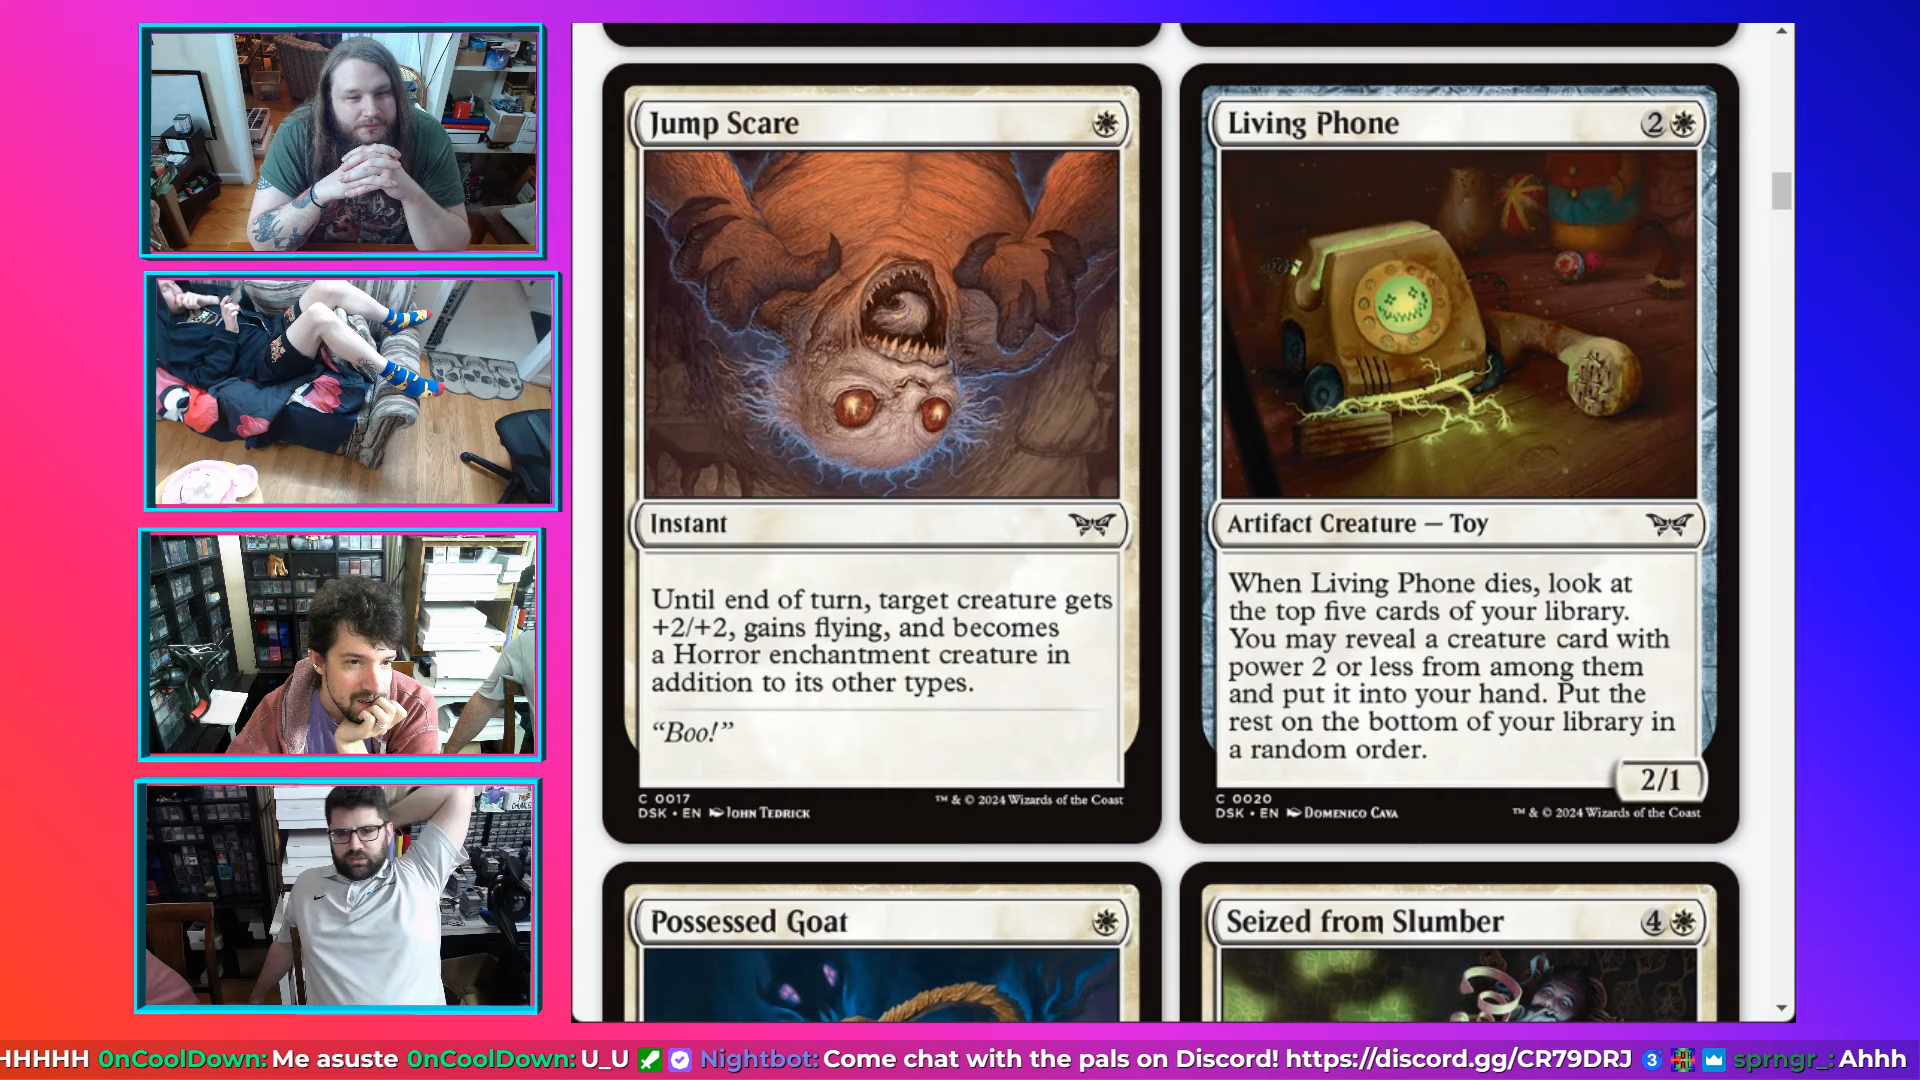 Jump Scare
Instant
Until end of turn, target creature gets
+2/+2, gains flying, and becomes
a Horror enchantment creature in
addition to its other types.
“Boo!”
C 0017
DSK • EN John Tedrick
™ & © 2024 Wizards of the Coast
Living Phone 2
Artifact Creature — Toy
When Living Phone dies, look at
the top five cards of your library.
You may reveal a creature card with
power 2 or less from among them
and put it into your hand. Put the
rest on the bottom of your library in
a random order.
2/1
C 0020
DSK • EN Domenico Cava
™ & © 2024 Wizards of the Coast
Possessed Goat
Seized from Slumber 4
HHHHH 0nCoolDown: Me asuste 0nCoolDown: U_U Nightbot: Come chat with the pals on Discord! https://discord.gg/CR79DRJ 3 sprngr_: Ahhh